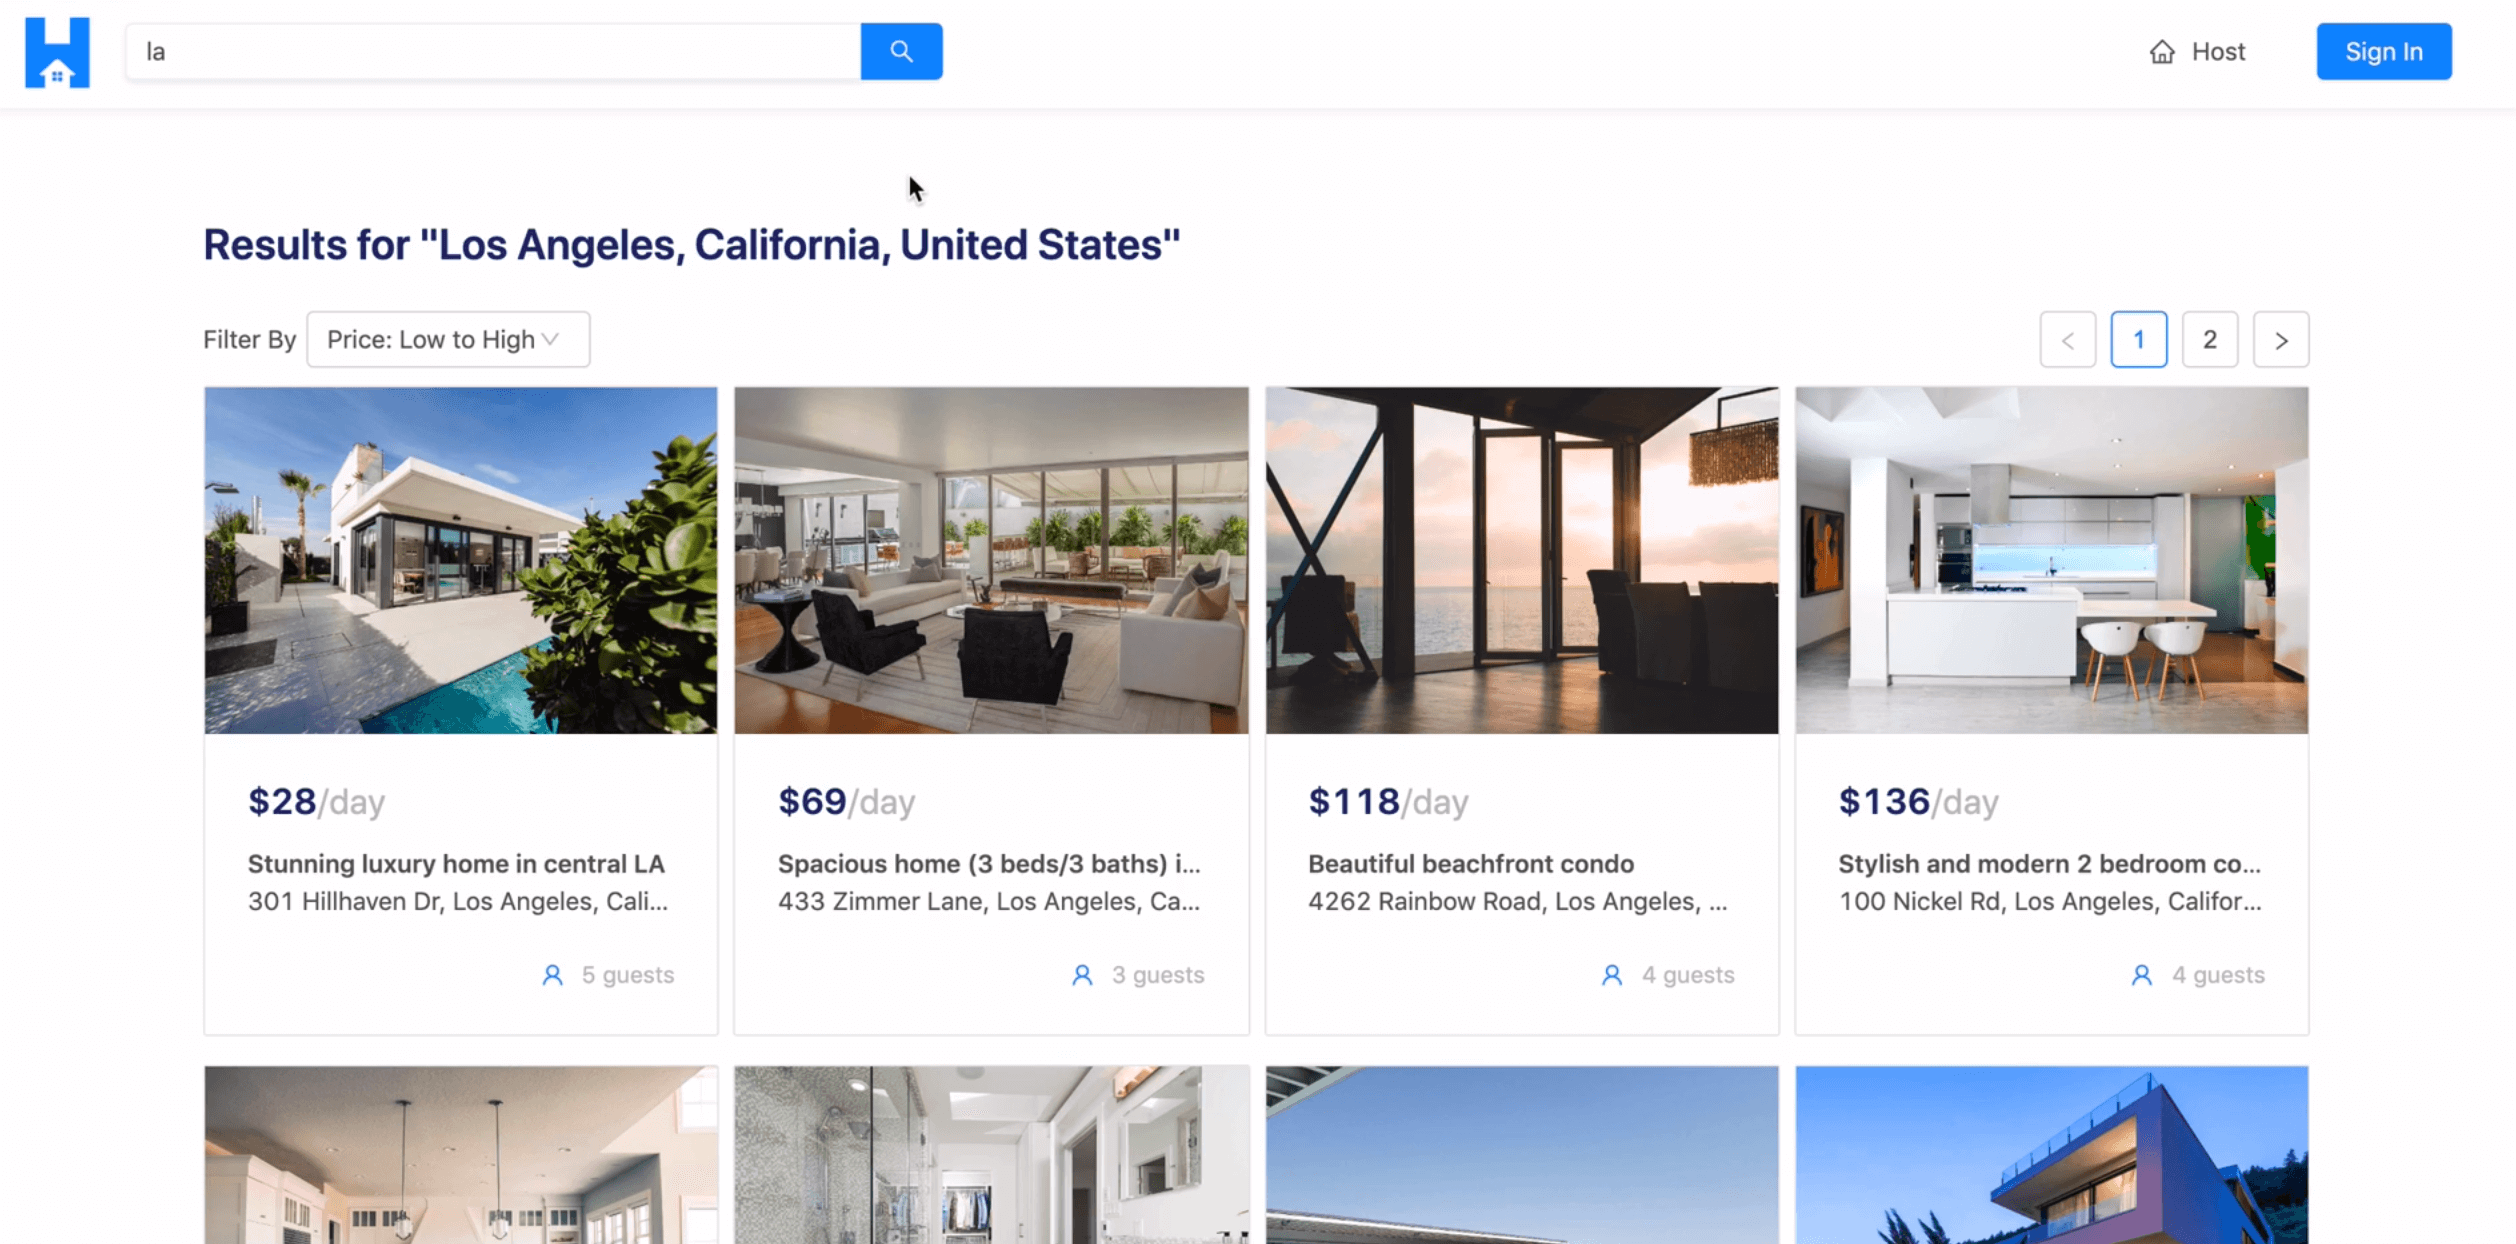 la
Host
Sign In
Results for "Los Angeles, California, United States"
Filter By Price: Low to High
< 1 2 >
$28/day
Stunning luxury home in central LA
301 Hillhaven Dr, Los Angeles, Cali...
5 guests
$69/day
Spacious home (3 beds/3 baths) i...
433 Zimmer Lane, Los Angeles, Ca...
3 guests
$118/day
Beautiful beachfront condo
4262 Rainbow Road, Los Angeles, ...
4 guests
$136/day
Stylish and modern 2 bedroom co...
100 Nickel Rd, Los Angeles, Califor...
4 guests